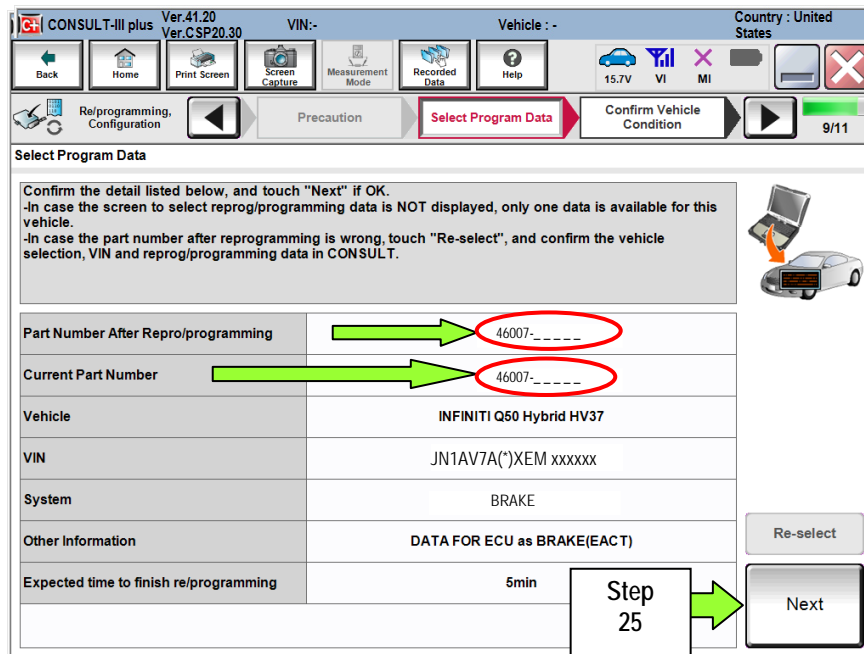 C+ CONSULT-III plus Ver.41.20 VIN:- Vehicle : - Country : United
Ver.CSP20.30 States
Back Home Print Screen Screen Capture Measurement Mode Recorded Data Help 15.7V VI MI
Re/programming, Configuration Precaution Select Program Data Confirm Vehicle Condition 9/11
Select Program Data
Confirm the detail listed below, and touch "Next" if OK.
-In case the screen to select reprog/programming data is NOT displayed, only one data is available for this
vehicle.
-In case the part number after reprogramming is wrong, touch "Re-select", and confirm the vehicle
selection, VIN and reprog/programming data in CONSULT.
Part Number After Repro/programming 46007-_ _ _ _ _
Current Part Number 46007-_ _ _ _ _
Vehicle INFINITI Q50 Hybrid HV37
VIN JN1AV7A(*)XEM xxxxxx
System BRAKE
Other Information DATA FOR ECU as BRAKE(EACT)
Re-select
Expected time to finish re/programming 5min
Step
25
Next